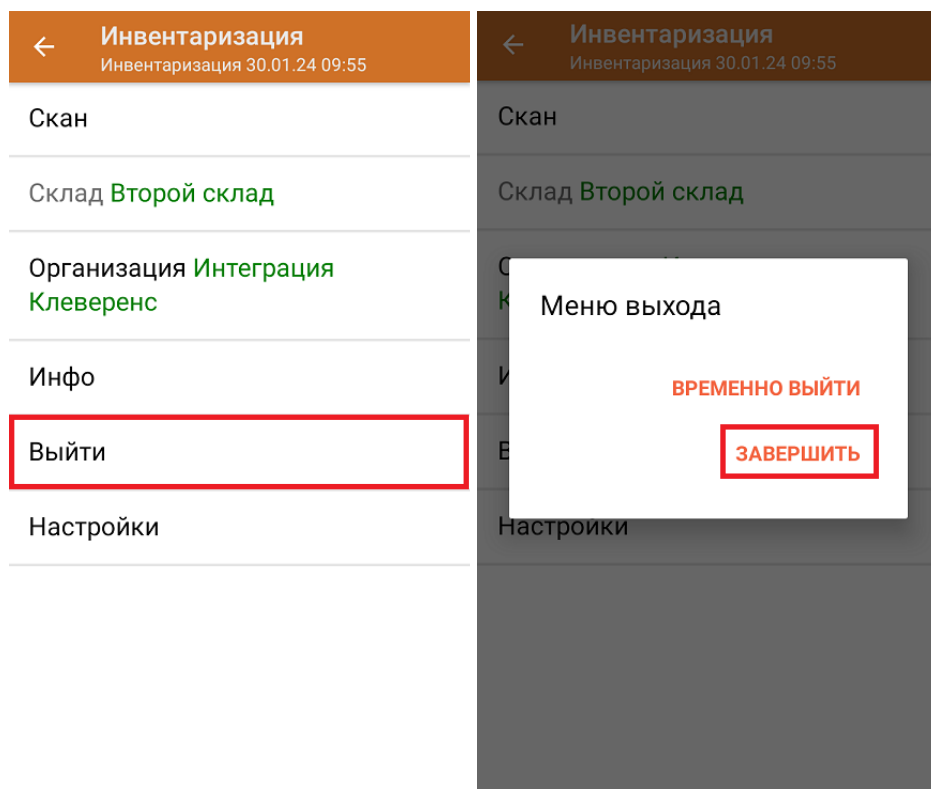 Инвентаризация
Инвентаризация 30.01.24 09:55
Скан
Склад Второй склад
Организация Интеграция
Клеверенс
Инфо
Выйти
Настройки
Инвентаризация
Инвентаризация 30.01.24 09:55
Скан
Склад Второй склад
Меню выхода
ВРЕМЕННО ВЫЙТИ
ЗАВЕРШИТЬ
Настройки